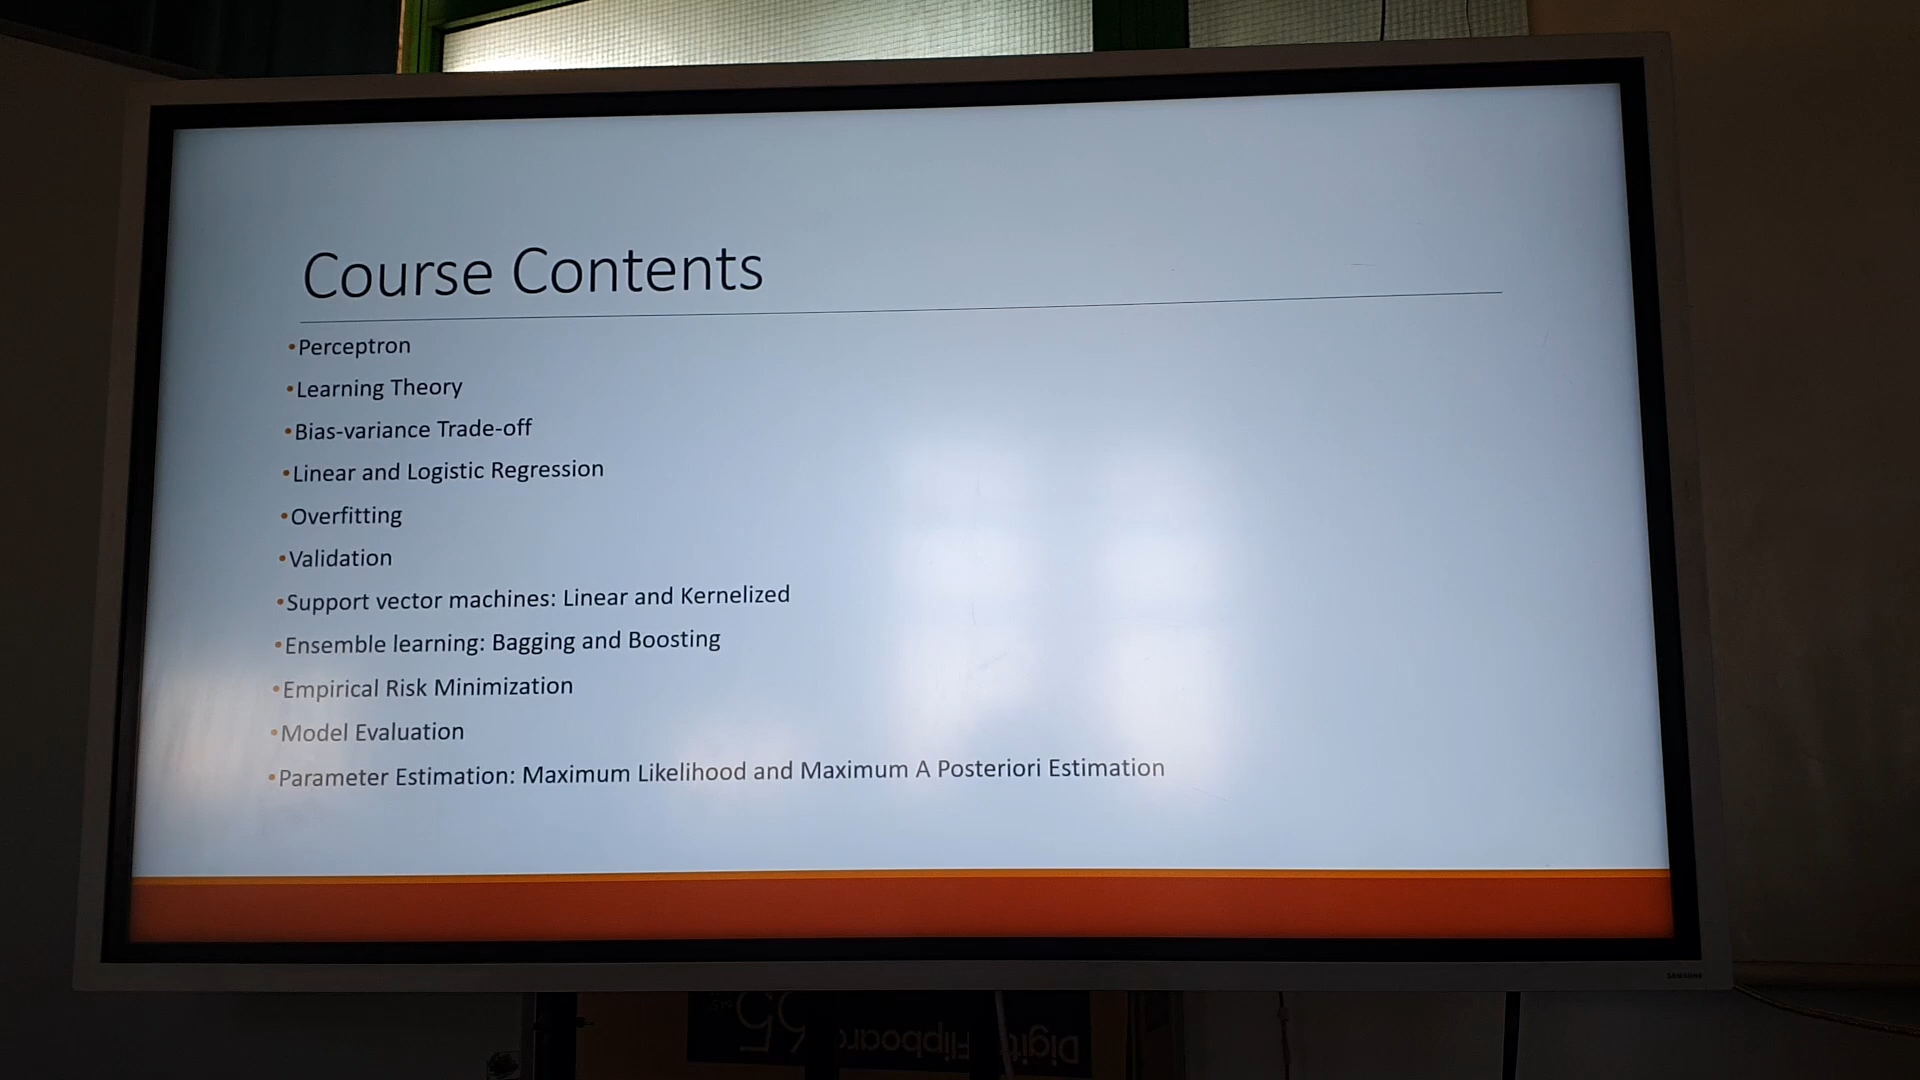 Course Contents
•Perceptron
•Learning Theory
•Bias-variance Trade-off
•Linear and Logistic Regression
•Overfitting
•Validation
•Support vector machines: Linear and Kernelized
•Ensemble learning: Bagging and Boosting
•Empirical Risk Minimization
•Model Evaluation
•Parameter Estimation: Maximum Likelihood and Maximum A Posteriori Estimation
SAMSUNG
Flipboard